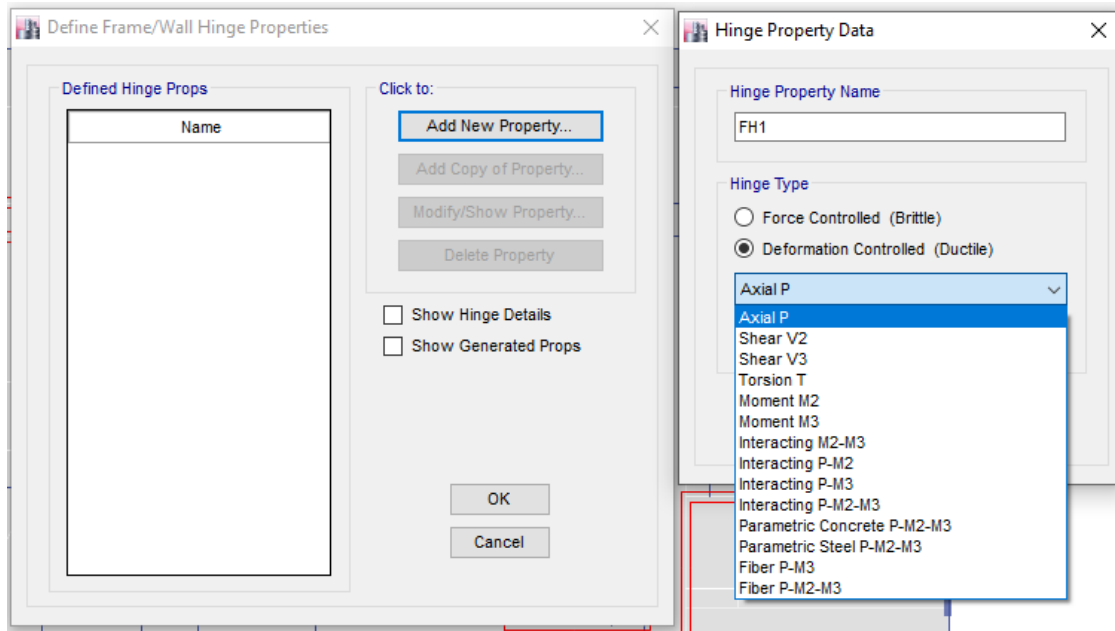 Define Frame/Wall Hinge Properties
Defined Hinge Props
Name
Click to:
Add New Property...
Add Copy of Property...
Modify/Show Property...
Delete Property
Show Hinge Details
Show Generated Props
OK
Cancel
Hinge Property Data
Hinge Property Name
FH1
Hinge Type
Force Controlled (Brittle)
Deformation Controlled (Ductile)
Axial P
Axial P
Shear V2
Shear V3
Torsion T
Moment M2
Moment M3
Interacting M2-M3
Interacting P-M2
Interacting P-M3
Interacting P-M2-M3
Parametric Concrete P-M2-M3
Parametric Steel P-M2-M3
Fiber P-M3
Fiber P-M2-M3